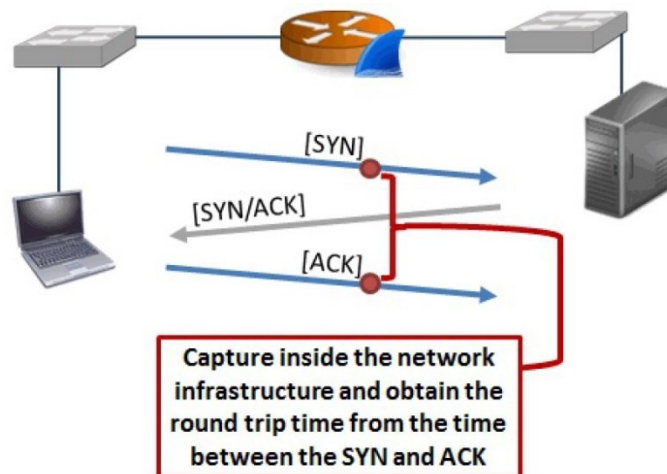 [SYN]
[SYN/ACK]
[ACK]
Capture inside the network
infrastructure and obtain the
round trip time from the time
between the SYN and ACK